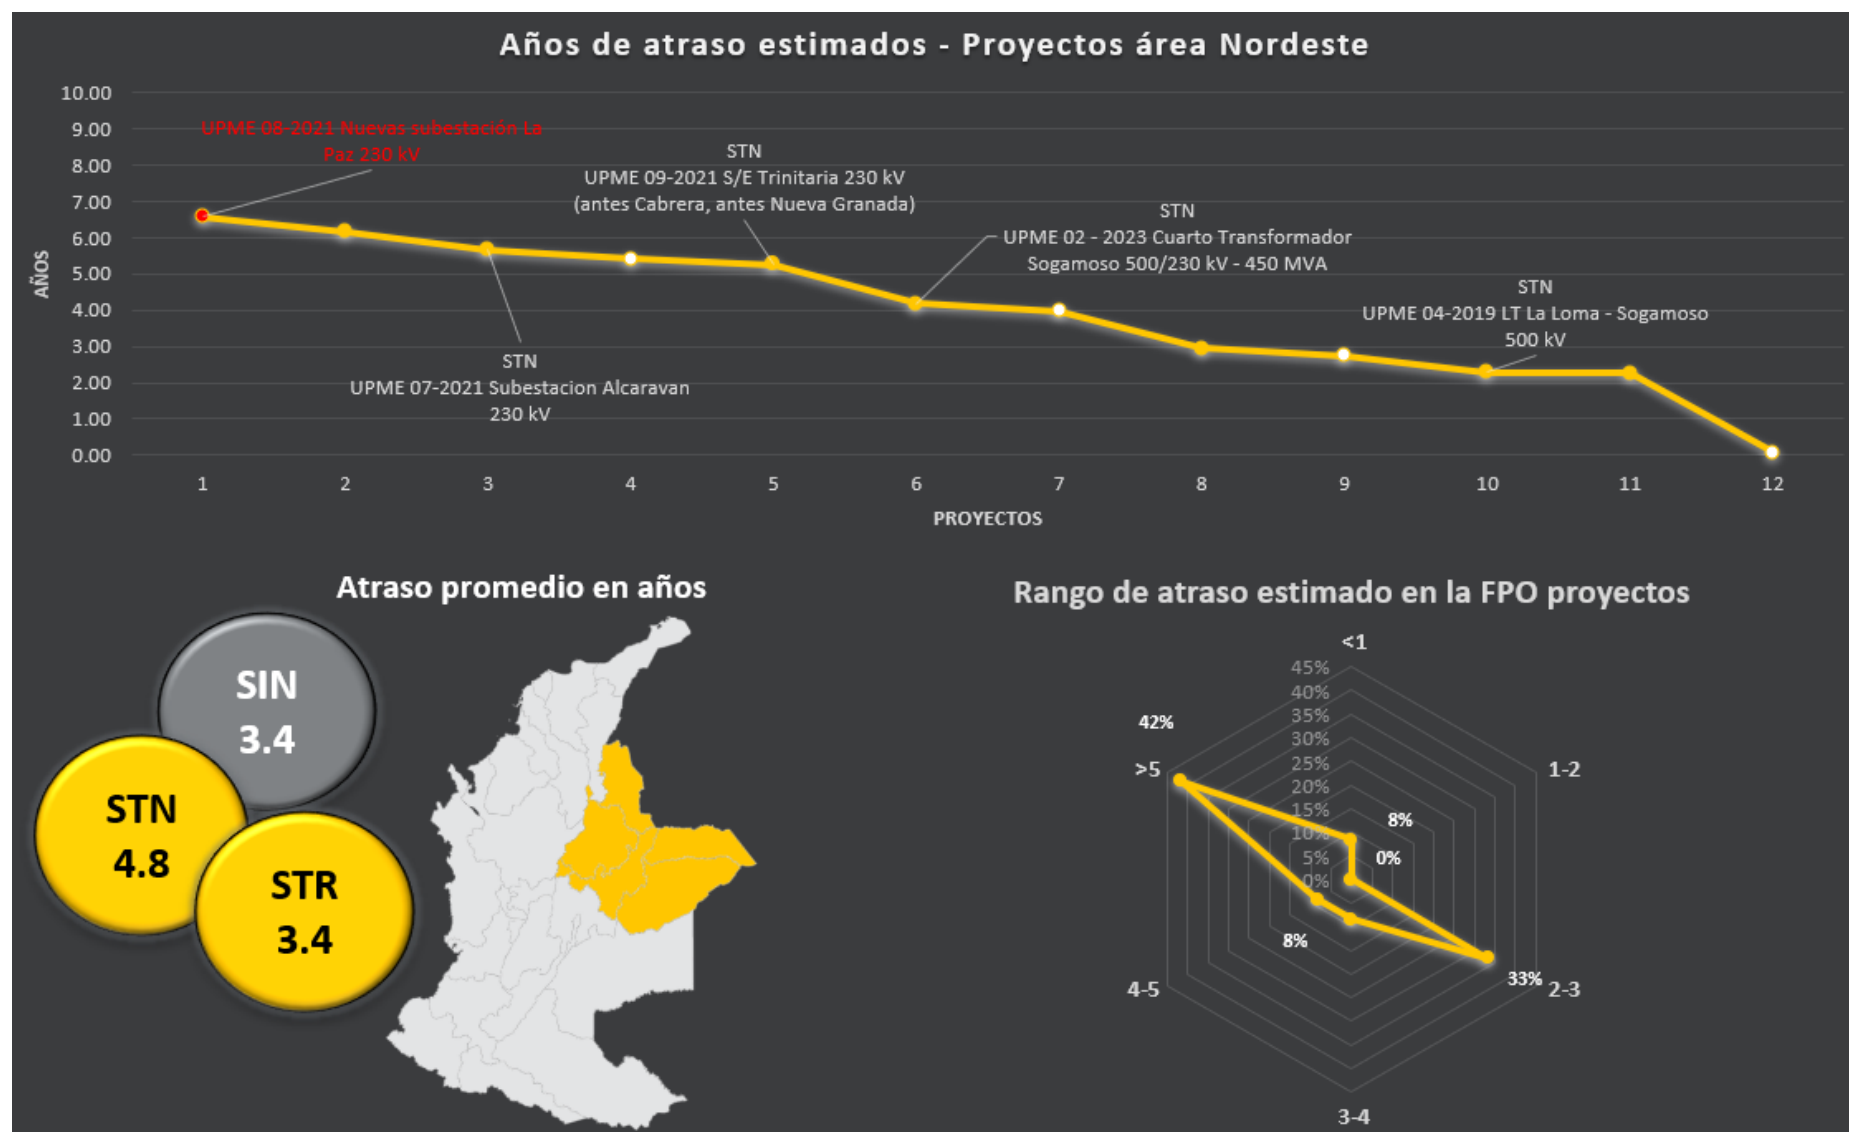 Años de atraso estimados - Proyectos área Nordeste
10.00
9.00
8.00
7.00
6.00
5.00
4.00
3.00
2.00
1.00
0.00
AÑOS
UPME 08-2021 Nuevas subestación La
Paz 230 kV
STN
UPME 09-2021 S/E Trinitaria 230 kV
(antes Cabrera, antes Nueva Granada)
STN
UPME 02 - 2023 Cuarto Transformador
Sogamoso 500/230 kV - 450 MVA
STN
UPME 04-2019 LT La Loma - Sogamoso
500 kV
STN
UPME 07-2021 Subestacion Alcaravan
230 kV
1 2 3 4 5 6 7 8 9 10 11 12
PROYECTOS
Atraso promedio en años
SIN
3.4
STN
4.8
STR
3.4
Rango de atraso estimado en la FPO proyectos
<1
45%
40%
35%
30%
25%
20%
15%
10%
5%
0%
42%
>5
1-2
8%
0%
8%
33%
4-5
2-3
3-4